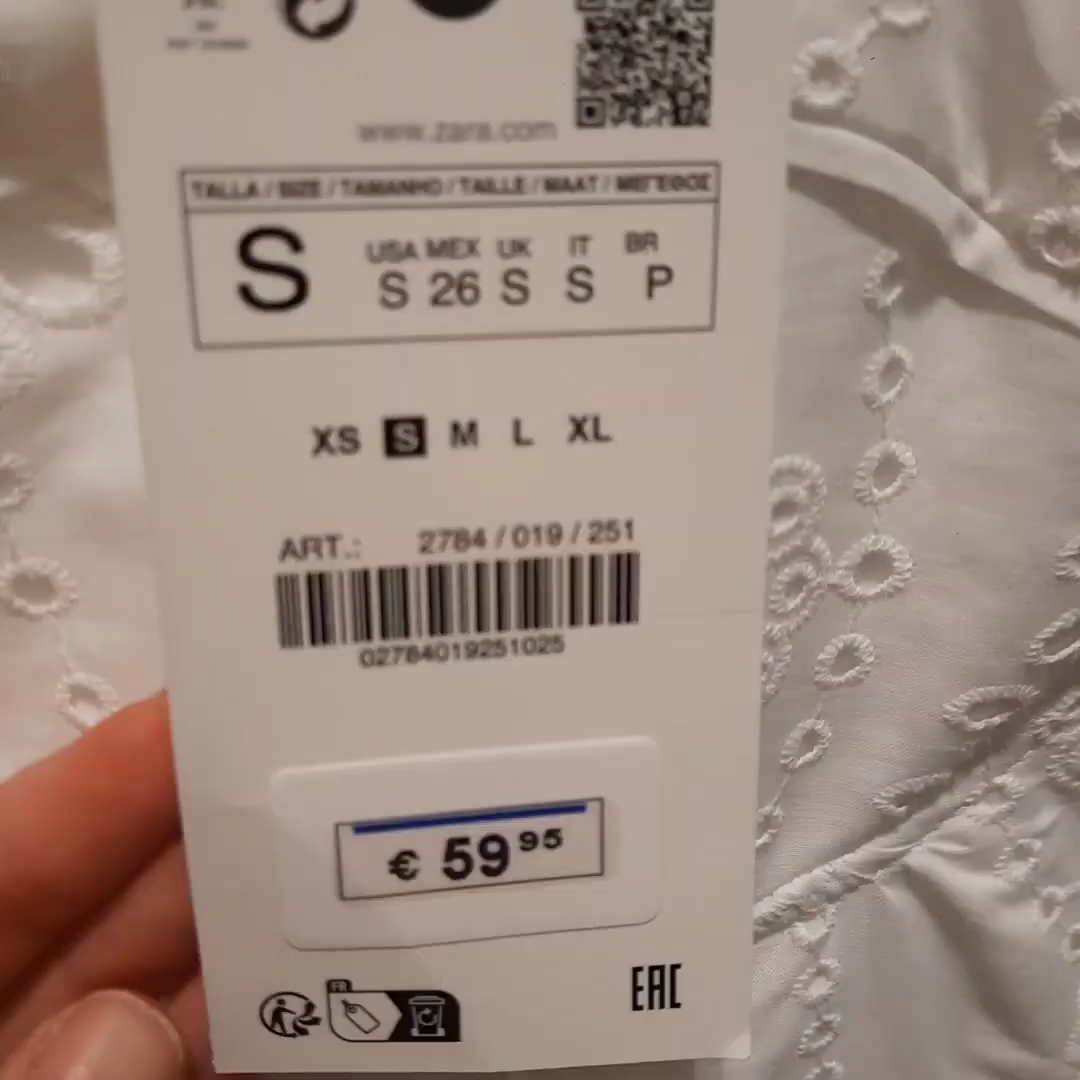 www.zara.com
TALLA / SIZE / TAMANHO / TAILLE / MAAT / ΜΕΓΕΘΟΣ
S
USA MEX UK IT BR
S 26 S S P
XS S M L XL
ART.: 2784 / 019 / 251
02784019251025
€ 59 95
FR
EAC